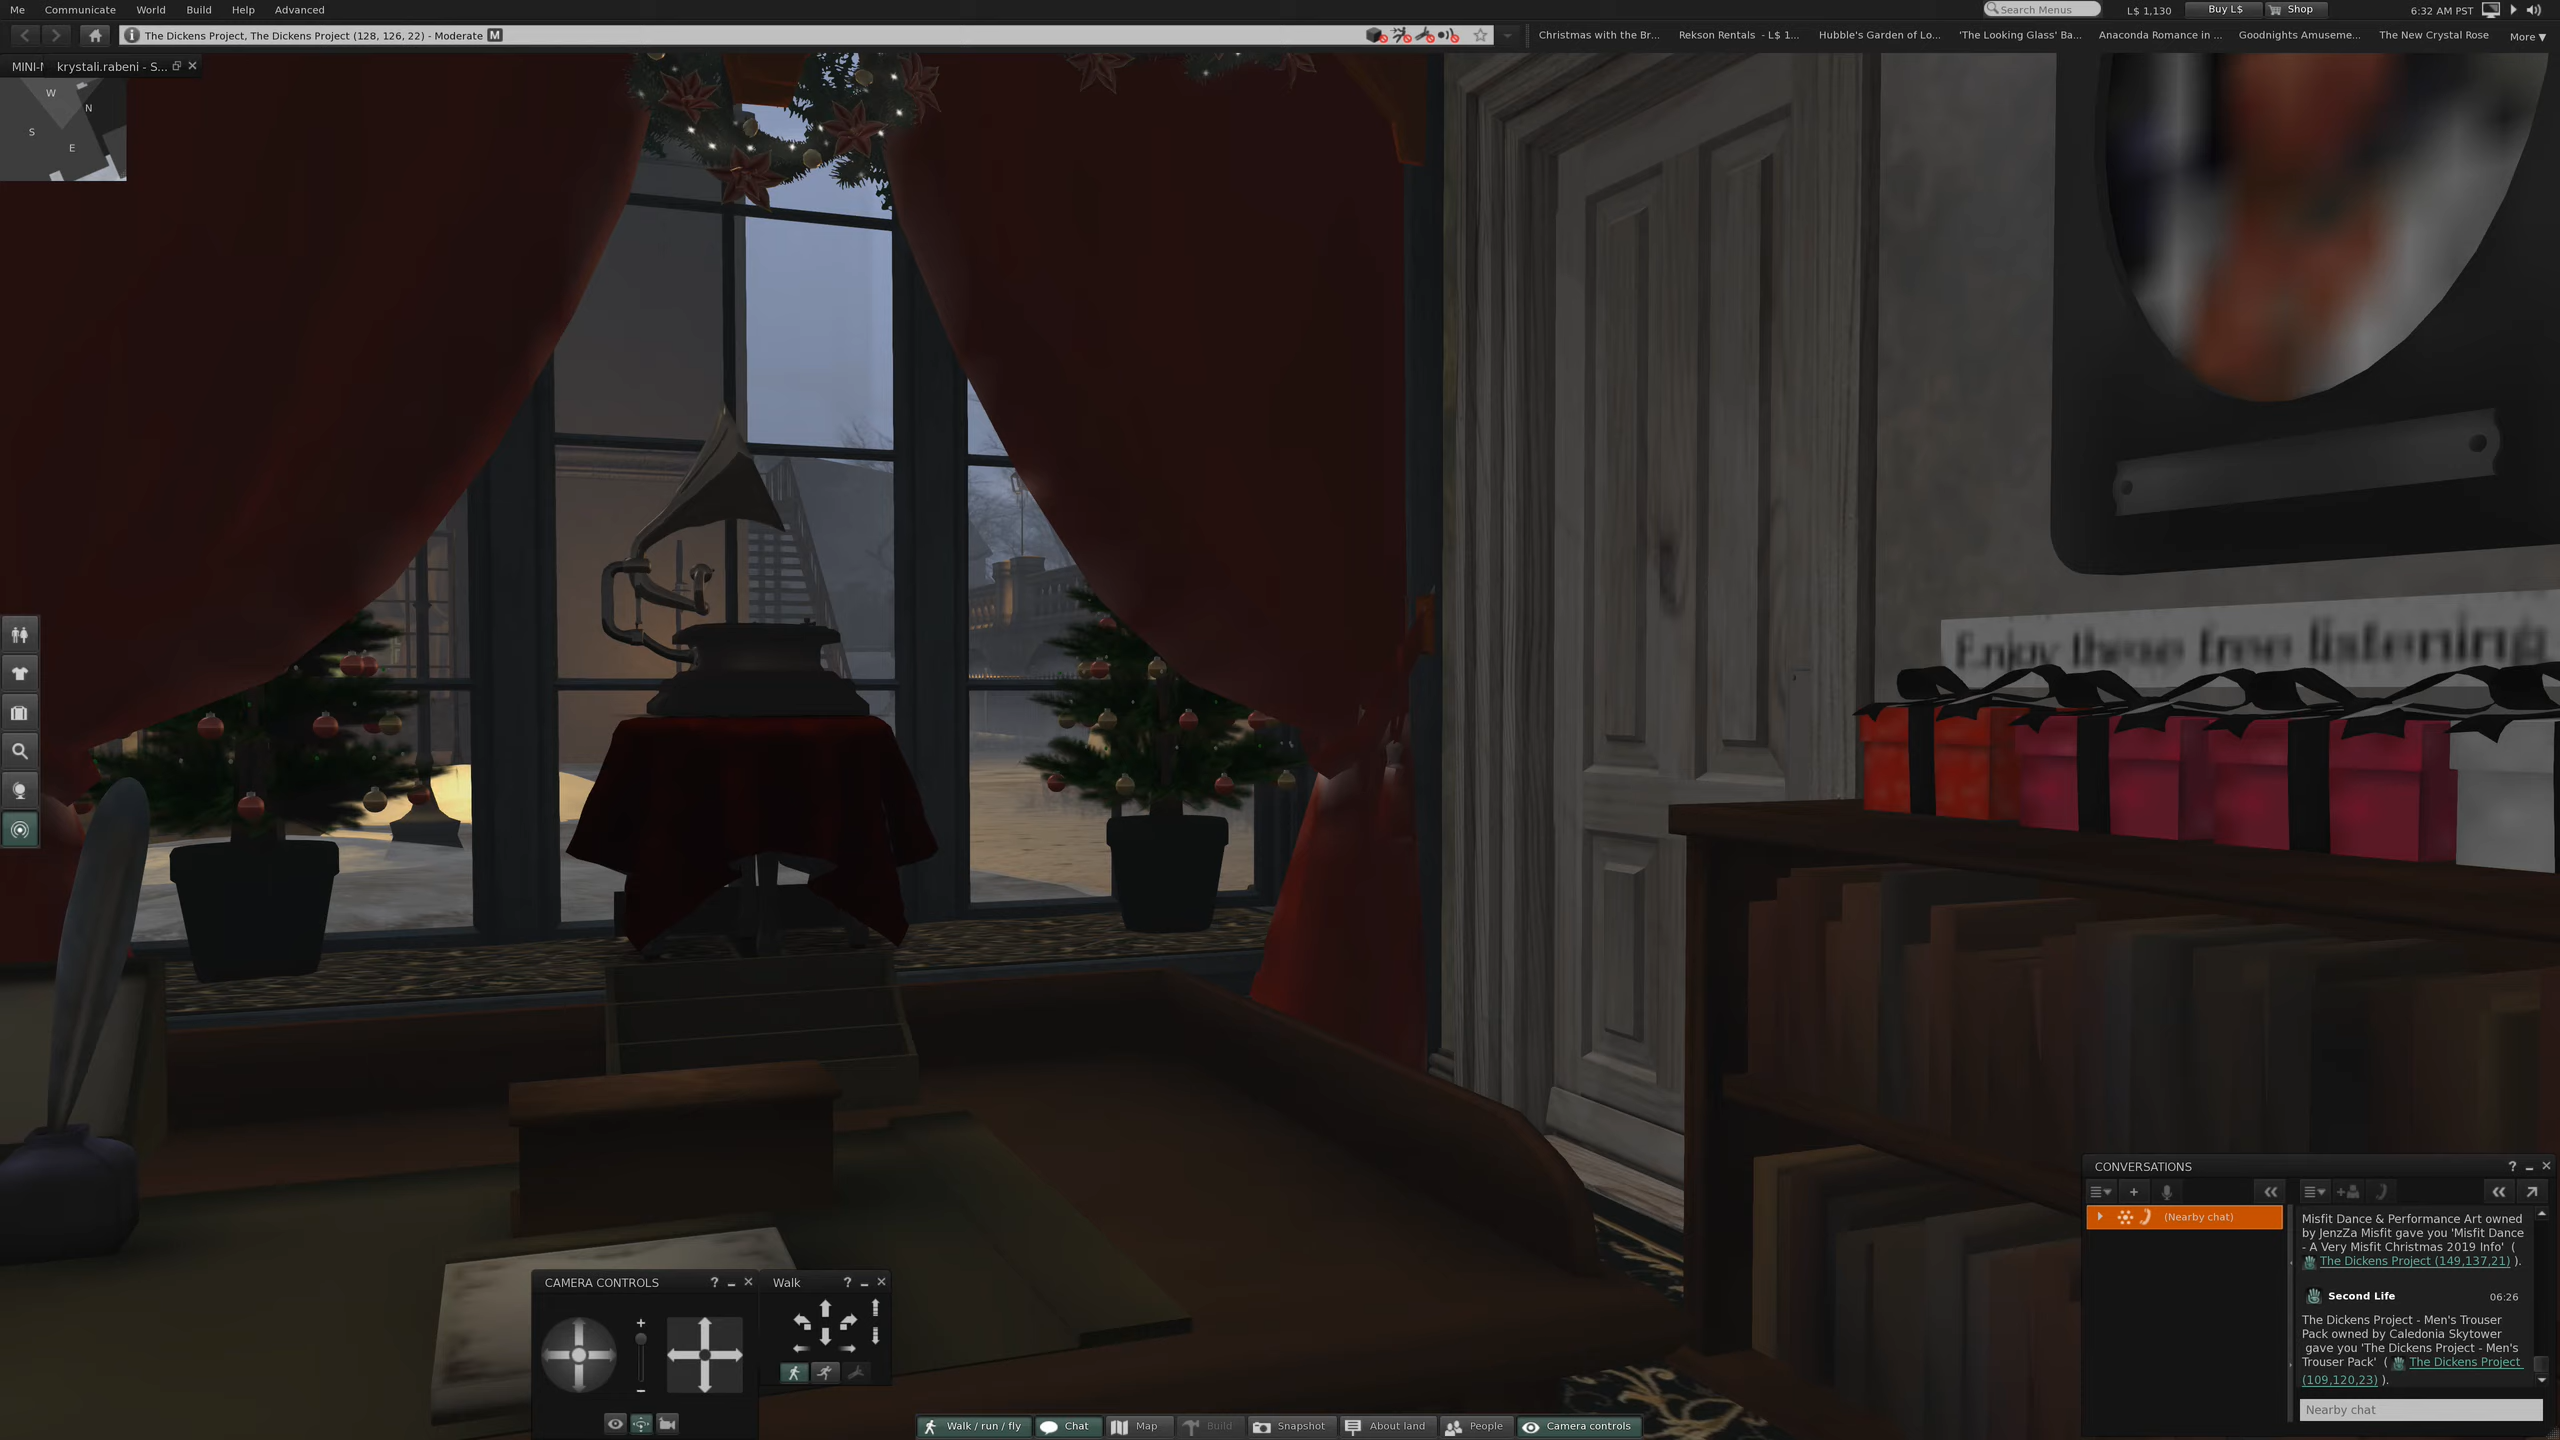 Me Communicate World Build Help Advanced
Search Menus
L$ 1,130
Buy L$
Shop
6:32 AM PST
The Dickens Project, The Dickens Project (128, 126, 22) - Moderate M
Christmas with the Br...
Rekson Rentals - L$ 1...
Hubble's Garden of Lo...
'The Looking Glass' Ba...
Anaconda Romance in ...
Goodnights Amuseme...
The New Crystal Rose
More
krystali.rabeni - S...
W
N
S
E
Enjoy these free listening
CONVERSATIONS
(Nearby chat)
Misfit Dance & Performance Art owned
by JenzZa Misfit gave you 'Misfit Dance
- A Very Misfit Christmas 2019 Info' (
The Dickens Project (149,137,21) ).
Second Life 06:26
The Dickens Project - Men's Trouser
Pack owned by Caledonia Skytower
gave you 'The Dickens Project - Men's
Trouser Pack' ( The Dickens Project
(109,120,23) ).
Nearby chat
CAMERA CONTROLS
Walk
Walk / run / fly
Chat
Map
Build
Snapshot
About land
People
Camera controls